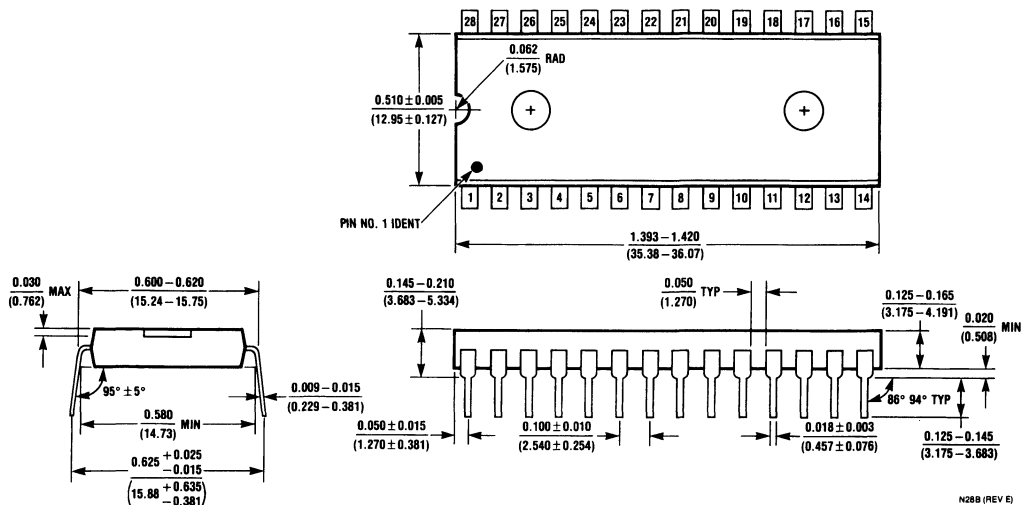 28 27 26 25 24 23 22 21 20 19 18 17 16 15
0.062
(1.575)
RAD
0.510 ± 0.005
(12.95 ± 0.127)
1 2 3 4 5 6 7 8 9 10 11 12 13 14
PIN NO. 1 IDENT
1.393 – 1.420
(35.38 – 36.07)
0.030
(0.762)
MAX
0.600 – 0.620
(15.24 – 15.75)
0.145 – 0.210
(3.683 – 5.334)
0.050
(1.270)
TYP
0.125 – 0.165
(3.175 – 4.191)
0.020
(0.508)
MIN
95° ± 5°
0.009 – 0.015
(0.229 – 0.381)
86° 94° TYP
0.580
(14.73)
MIN
0.050 ± 0.015
(1.270 ± 0.381)
0.100 ± 0.010
(2.540 ± 0.254)
0.018 ± 0.003
(0.457 ± 0.076)
0.125 – 0.145
(3.175 – 3.683)
0.625 + 0.025
– 0.015
(15.88 + 0.635
– 0.381)
N28B (REV E)